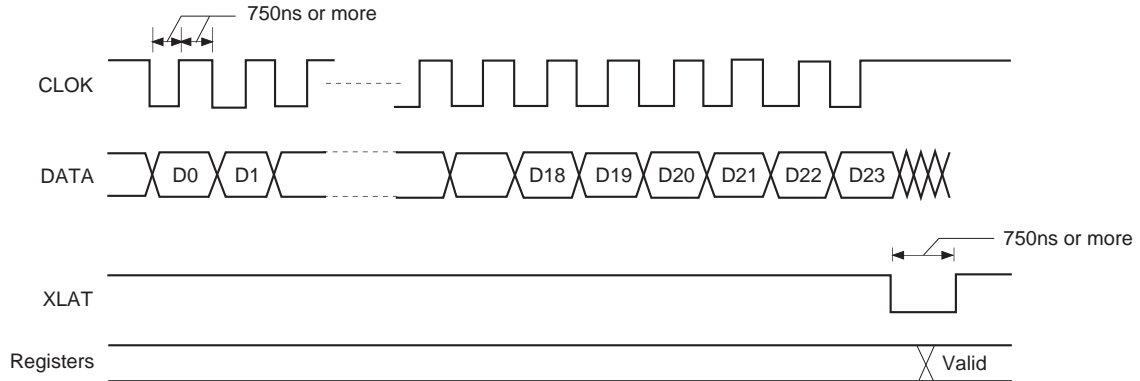 750ns or more
CLOK
DATA
D0 D1 D18 D19 D20 D21 D22 D23
750ns or more
XLAT
Registers
Valid